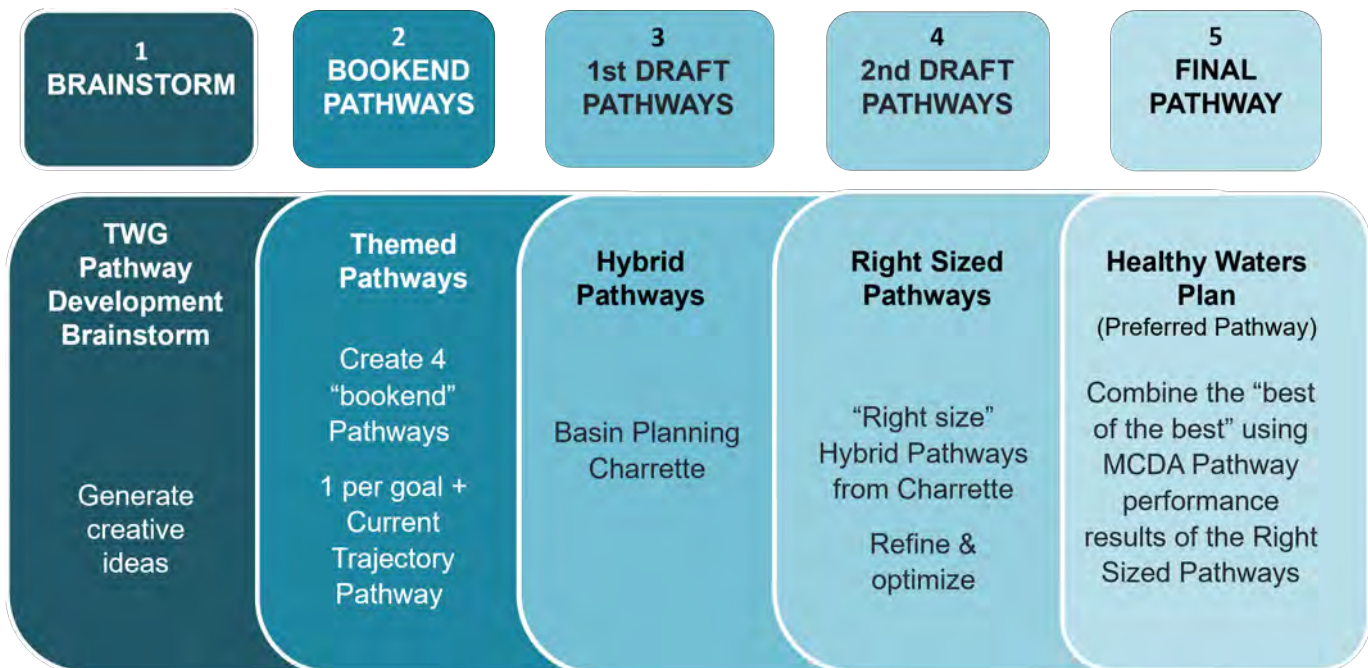 1
BRAINSTORM
2
BOOKEND
PATHWAYS
3
1st DRAFT
PATHWAYS
4
2nd DRAFT
PATHWAYS
5
FINAL
PATHWAY
TWG
Pathway
Development
Brainstorm
Generate
creative
ideas
Themed
Pathways
Create 4
“bookend”
Pathways
1 per goal +
Current
Trajectory
Pathway
Hybrid
Pathways
Basin Planning
Charrette
Right Sized
Pathways
“Right size”
Hybrid Pathways
from Charrette
Refine &
optimize
Healthy Waters
Plan
(Preferred Pathway)
Combine the “best
of the best” using
MCDA Pathway
performance
results of the Right
Sized Pathways